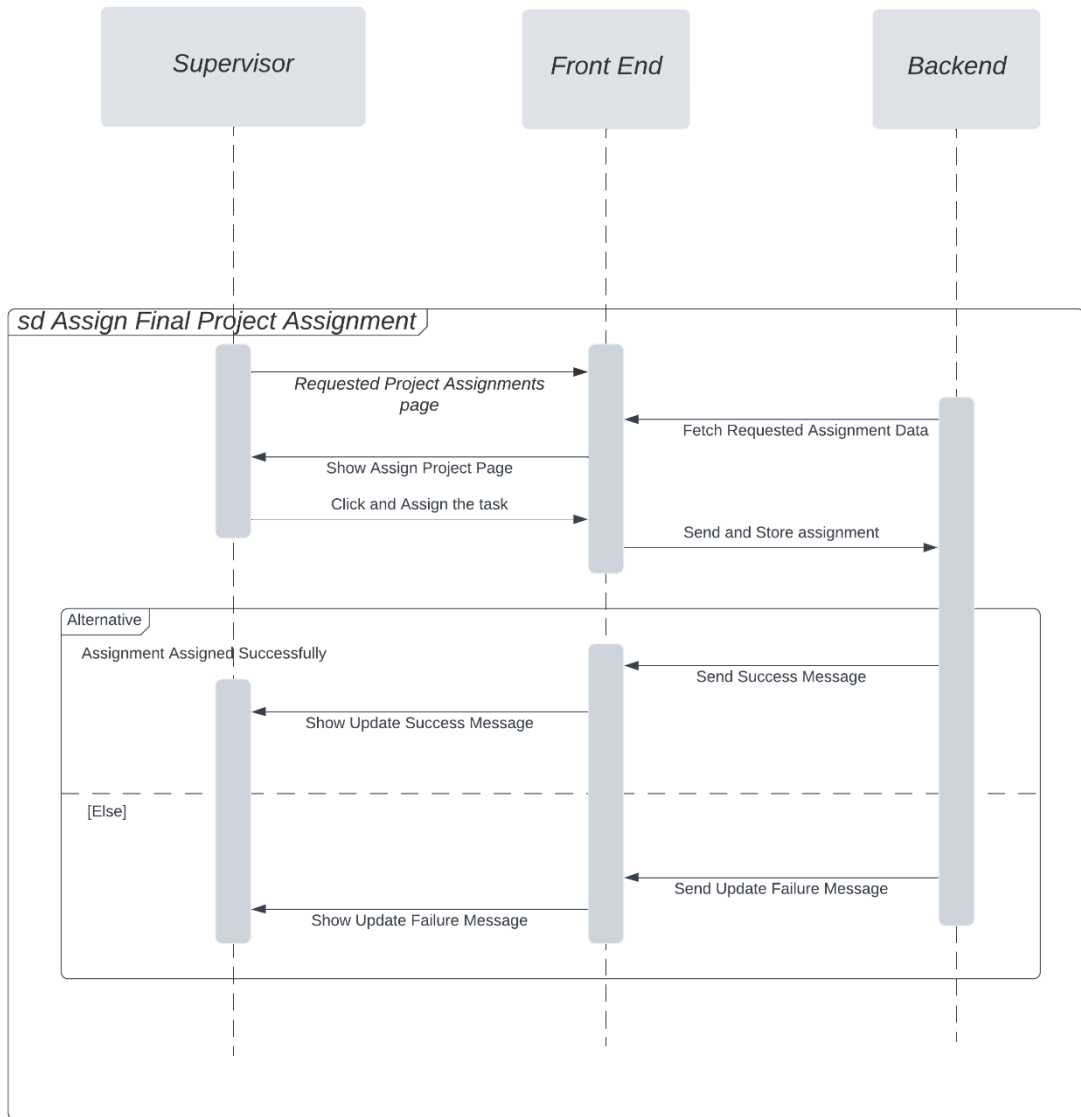 Supervisor
Front End
Backend
sd Assign Final Project Assignment
Requested Project Assignments
page
Fetch Requested Assignment Data
Show Assign Project Page
Click and Assign the task
Send and Store assignment
Alternative
Assignment Assigned Successfully
Send Success Message
Show Update Success Message
[Else]
Send Update Failure Message
Show Update Failure Message